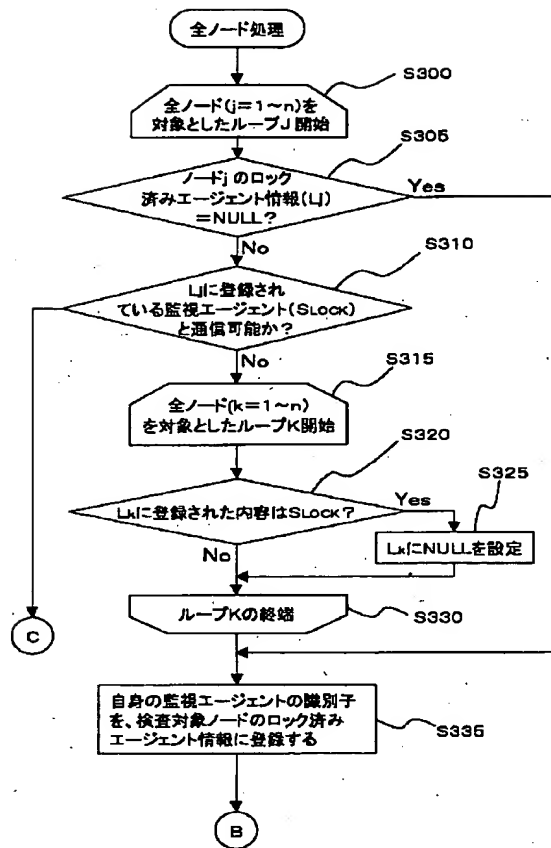 全ノード処理
S300
全ノード(j=1～n)を
対象としたループJ開始
S305
ノードjのロック
済みエージェント情報(Lj)
=NULL?
Yes
No
S310
Ljに登録され
ている監視エージェント(SLOCK)
と通信可能か?
No
S315
全ノード(k=1～n)
を対象としたループK開始
S320
Lkに登録された内容はSLOCK?
Yes
S325
LkにNULLを設定
No
ループKの終端
S330
C
自身の監視エージェントの識別子
を、検査対象ノードのロック済み
エージェント情報に登録する
S335
B